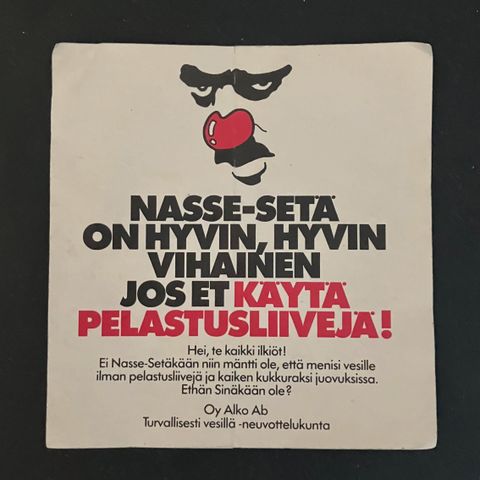 NASSE-SETÄ
ON HYVIN, HYVIN
VIHAINEN
JOS ET KÄYTÄ
PELASTUSLIIVEJÄ!
Hei, te kaikki ilkiöt!
Ei Nasse-Setäkään niin mäntti ole, että menisi vesille
ilman pelastusliivejä ja kaiken kukkuraksi juovuksissa.
Ethän Sinäkään ole?
Oy Alko Ab
Turvallisesti vesillä -neuvottelukunta